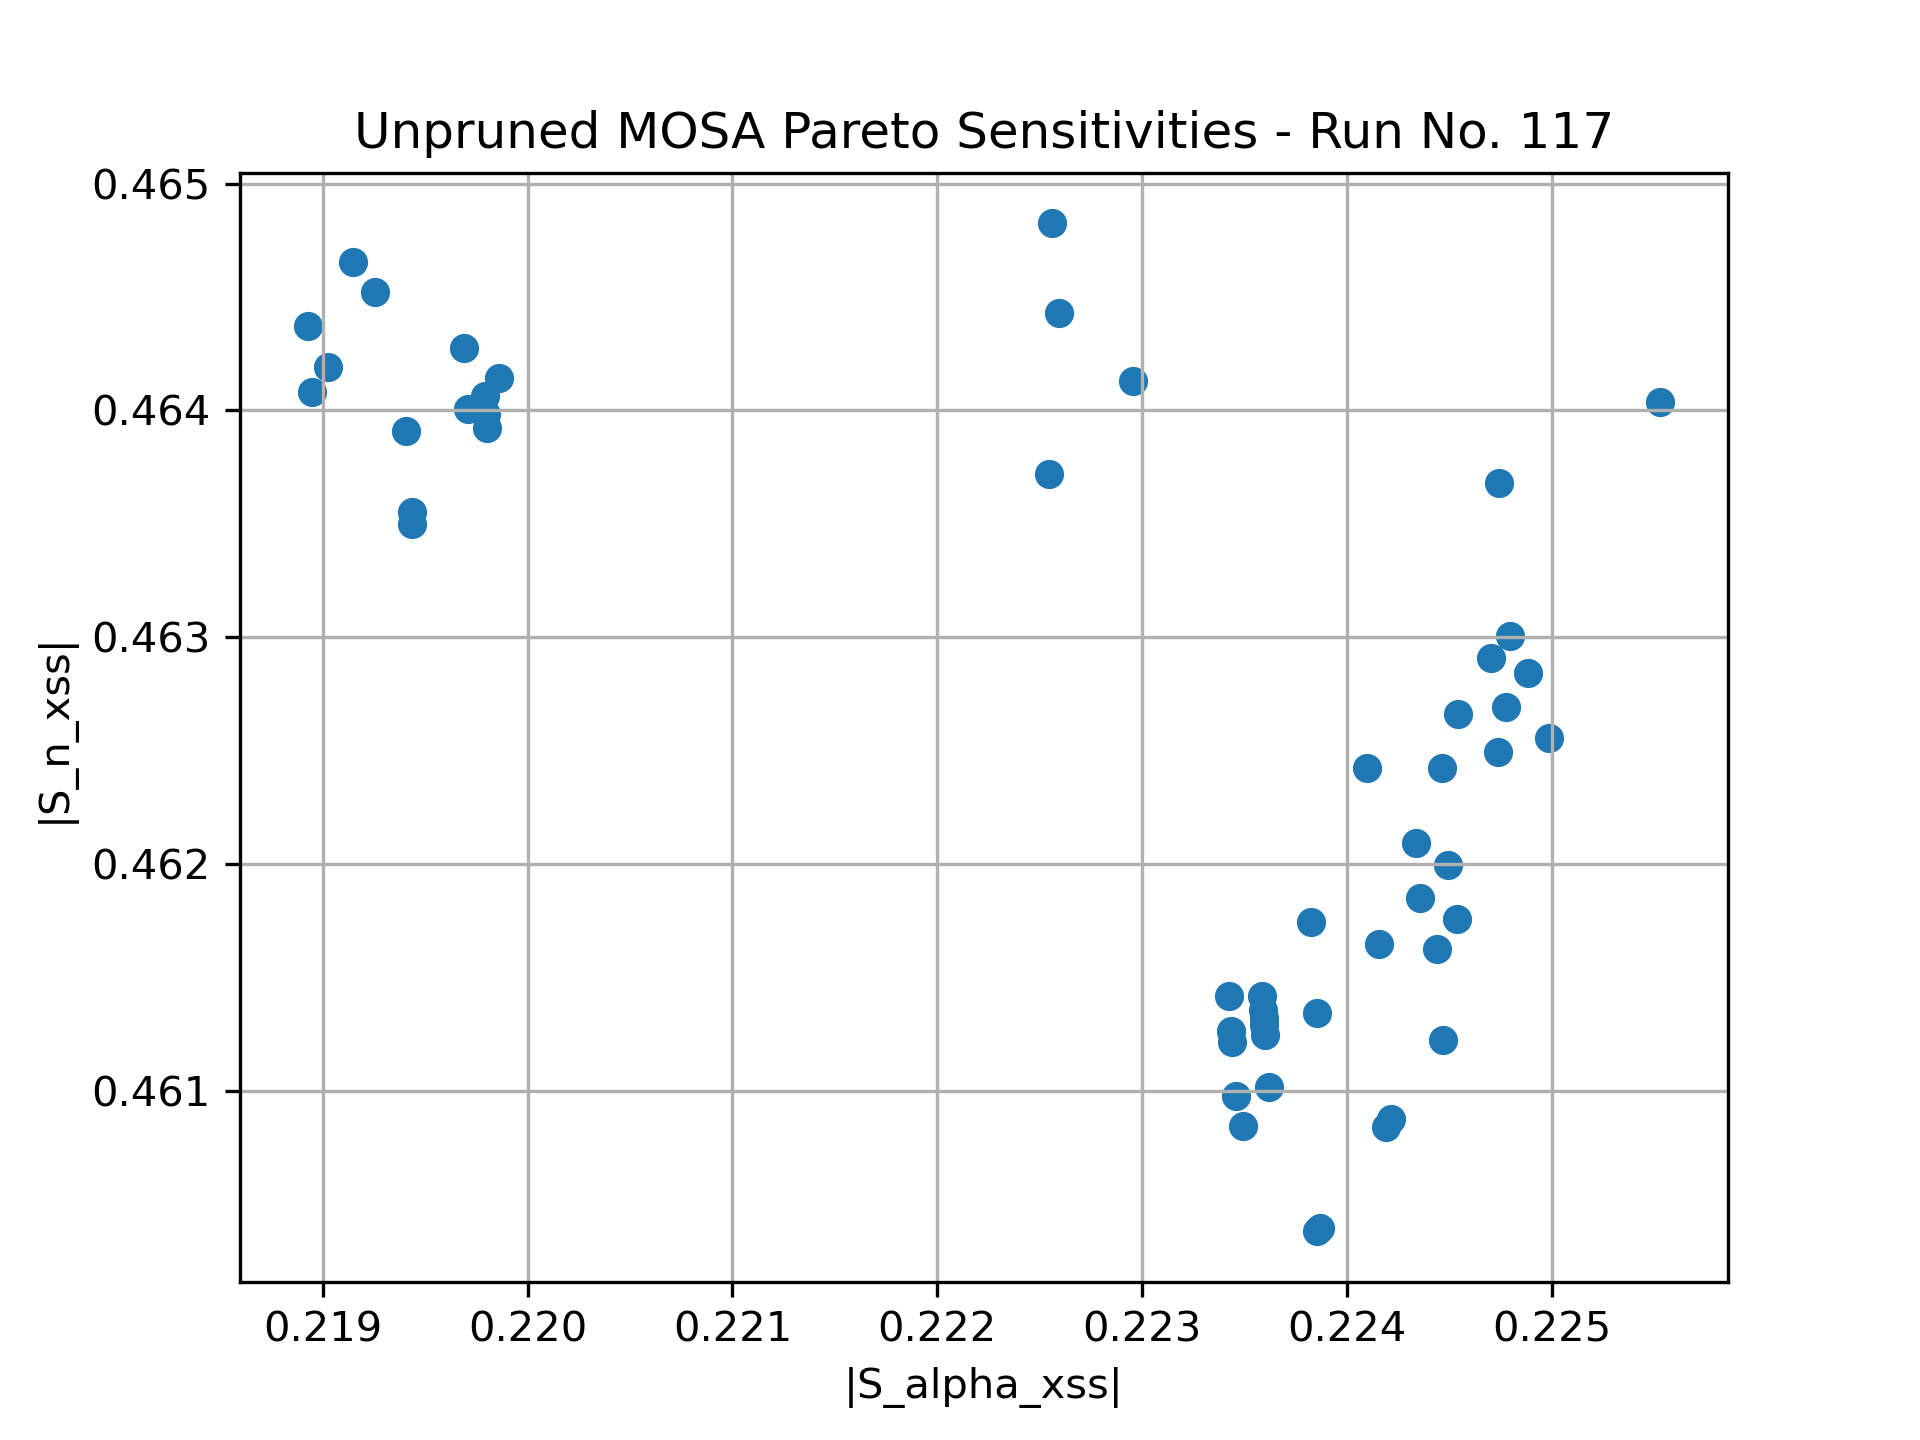 Unpruned MOSA Pareto Sensitivities - Run No. 117
0.465
0.464
0.463
0.462
0.461
|S_n_xss|
0.219 0.220 0.221 0.222 0.223 0.224 0.225
|S_alpha_xss|